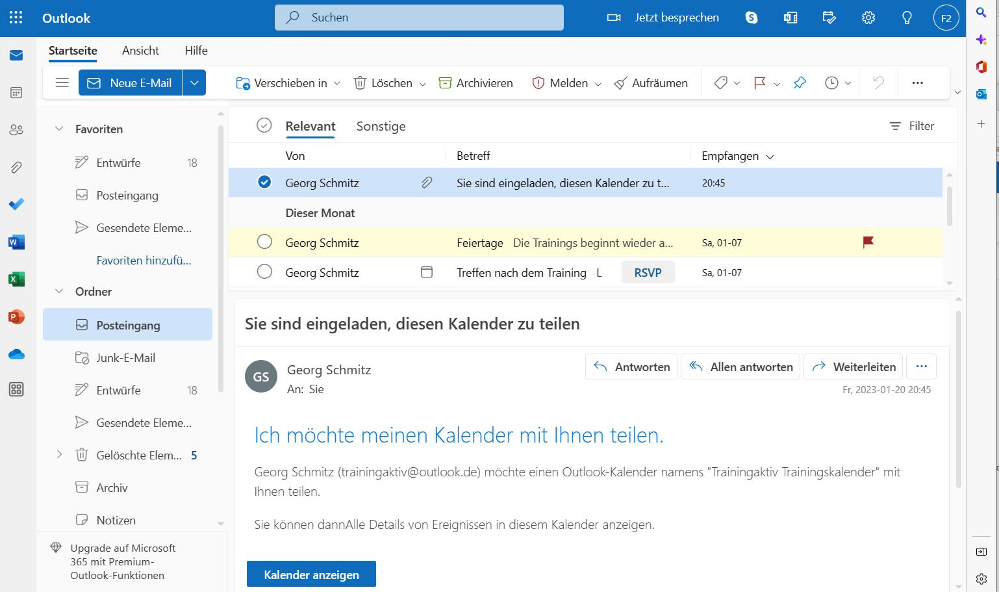 Outlook
Suchen
Jetzt besprechen
F2
Startseite Ansicht Hilfe
Neue E-Mail
Verschieben in
Löschen
Archivieren
Melden
Aufräumen
Favoriten
Entwürfe 18
Posteingang
Gesendete Eleme...
Favoriten hinzufü...
Ordner
Posteingang
Junk-E-Mail
Entwürfe 18
Gesendete Eleme...
Gelöschte Elem... 5
Archiv
Notizen
Upgrade auf Microsoft
365 mit Premium-
Outlook-Funktionen
Relevant Sonstige
Filter
Von Betreff Empfangen
Georg Schmitz Sie sind eingeladen, diesen Kalender zu t... 20:45
Dieser Monat
Georg Schmitz Feiertage Die Trainings beginnt wieder a... Sa, 01-07
Georg Schmitz Treffen nach dem Training L RSVP Sa, 01-07
Sie sind eingeladen, diesen Kalender zu teilen
GS
Georg Schmitz
An: Sie
Antworten
Allen antworten
Weiterleiten
Fr, 2023-01-20 20:45
Ich möchte meinen Kalender mit Ihnen teilen.
Georg Schmitz (trainingaktiv@outlook.de) möchte einen Outlook-Kalender namens "Trainingaktiv Trainingskalender" mit
Ihnen teilen.
Sie können dannAlle Details von Ereignissen in diesem Kalender anzeigen.
Kalender anzeigen